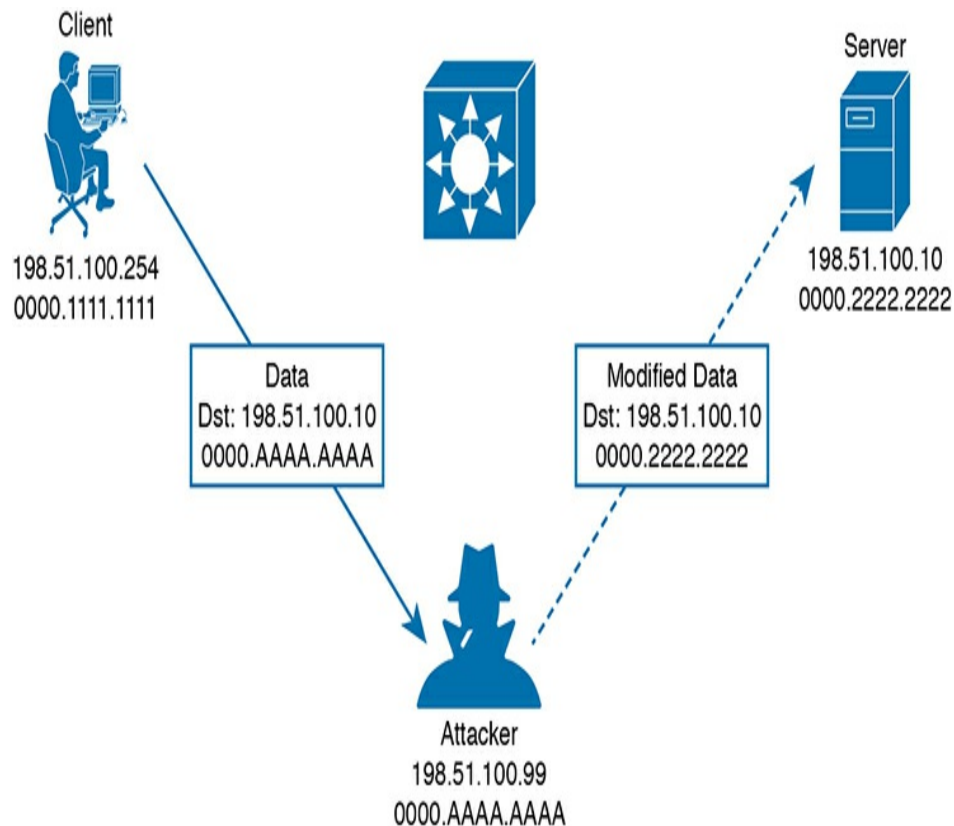 Client
198.51.100.254
0000.1111.1111
Server
198.51.100.10
0000.2222.2222
Data
Dst: 198.51.100.10
0000.AAAA.AAAA
Modified Data
Dst: 198.51.100.10
0000.2222.2222
Attacker
198.51.100.99
0000.AAAA.AAAA